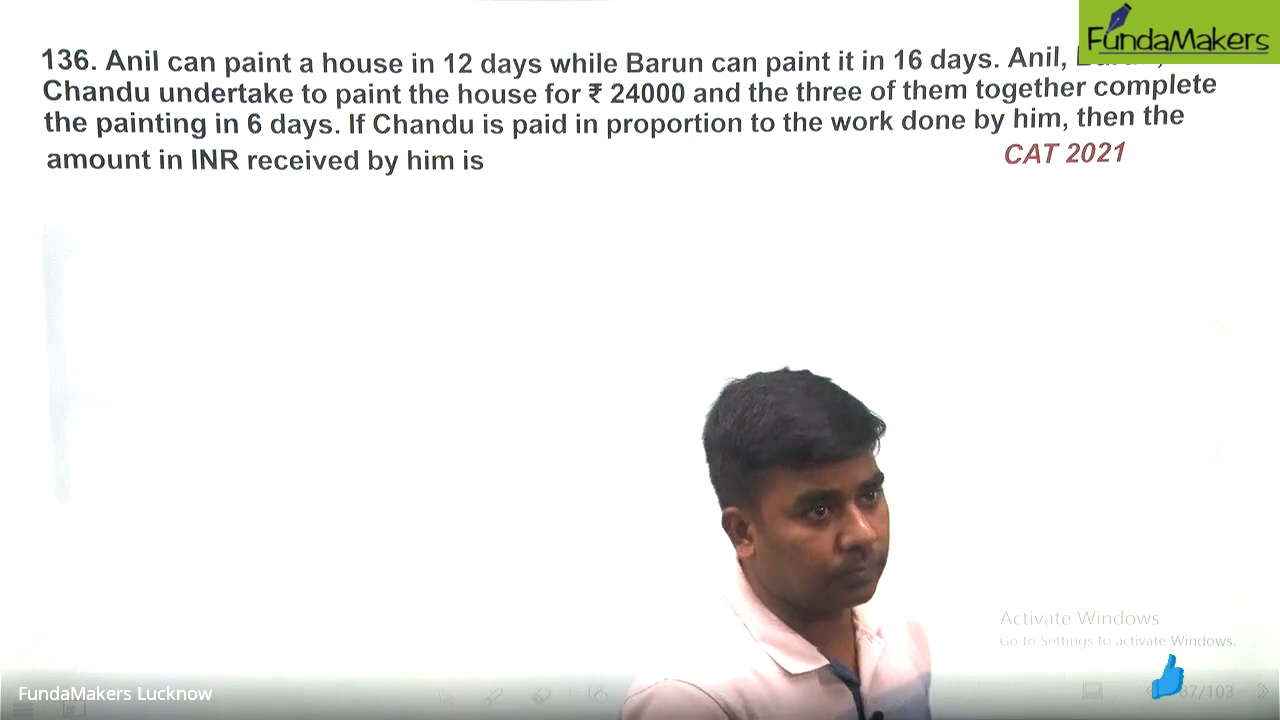 FundaMakers
136. Anil can paint a house in 12 days while Barun can paint it in 16 days. Anil,
Chandu undertake to paint the house for ₹ 24000 and the three of them together complete
the painting in 6 days. If Chandu is paid in proportion to the work done by him, then the
amount in INR received by him is
CAT 2021
Activate Windows
Go to Settings to activate Windows.
FundaMakers Lucknow
37/103